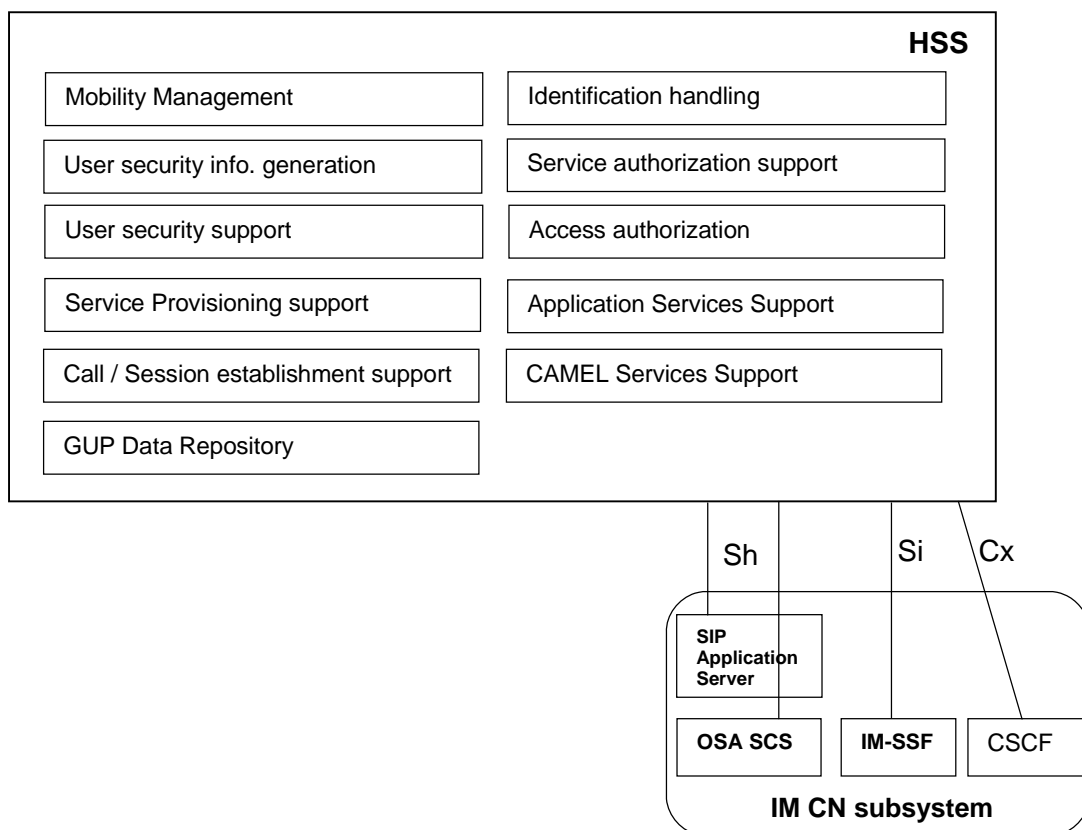 HSS
Mobility Management
Identification handling
User security info. generation
Service authorization support
User security support
Access authorization
Service Provisioning support
Application Services Support
Call / Session establishment support
CAMEL Services Support
GUP Data Repository
Sh
Si
Cx
SIP
Application
Server
OSA SCS
IM-SSF
CSCF
IM CN subsystem